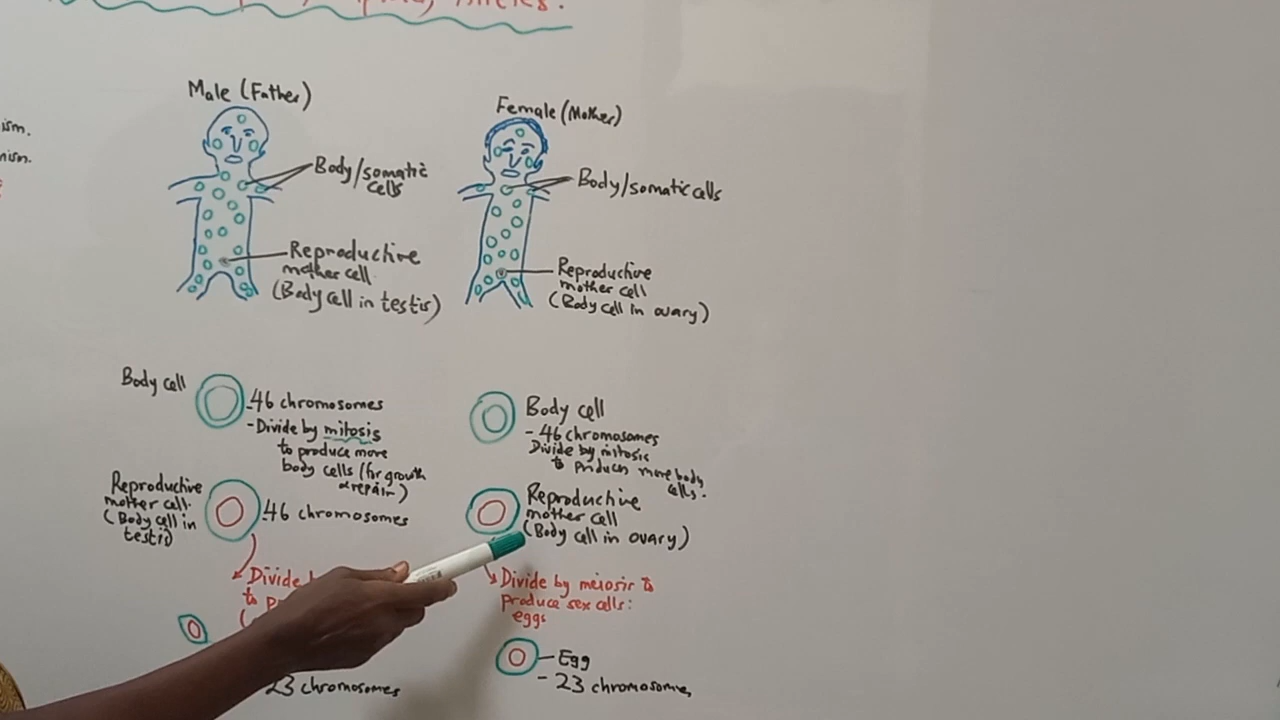 ism.
nism.
Male (Father)
Body/somatic
cells
Reproductive
mother cell
(Body cell in testis)
Female (Mother)
Body/somatic cells
Reproductive
mother cell
(Body cell in ovary)
Body cell
46 chromosomes
- Divide by mitosis
to produce more
body cells (for growth
& repair)
Reproductive
mother cell.
(Body cell in
testis)
46 chromosomes
Divide b
to p
23 chromosomes
Body cell
- 46 chromosomes
Divide by mitosis
to produce more body
cells.
Reproductive
mother cell
(Body cell in ovary)
Divide by meiosis to
produce sex cells:
eggs
Egg
- 23 chromosomes